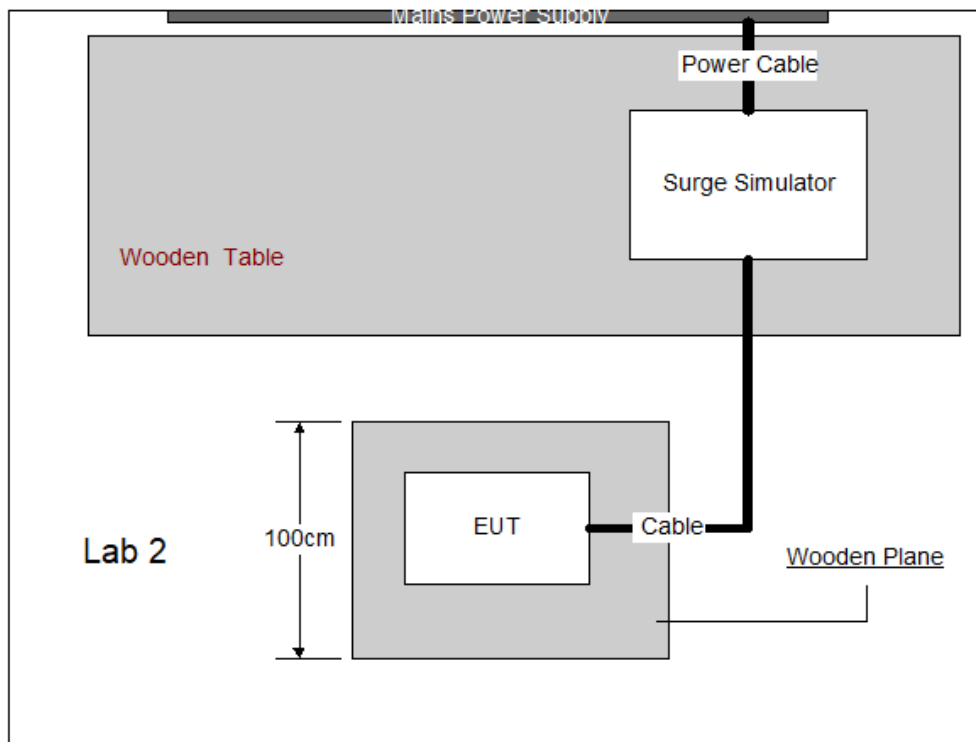 Mains Power Supply
Power Cable
Surge Simulator
Wooden  Table
EUT
100cm
Cable
Lab 2
Wooden Plane